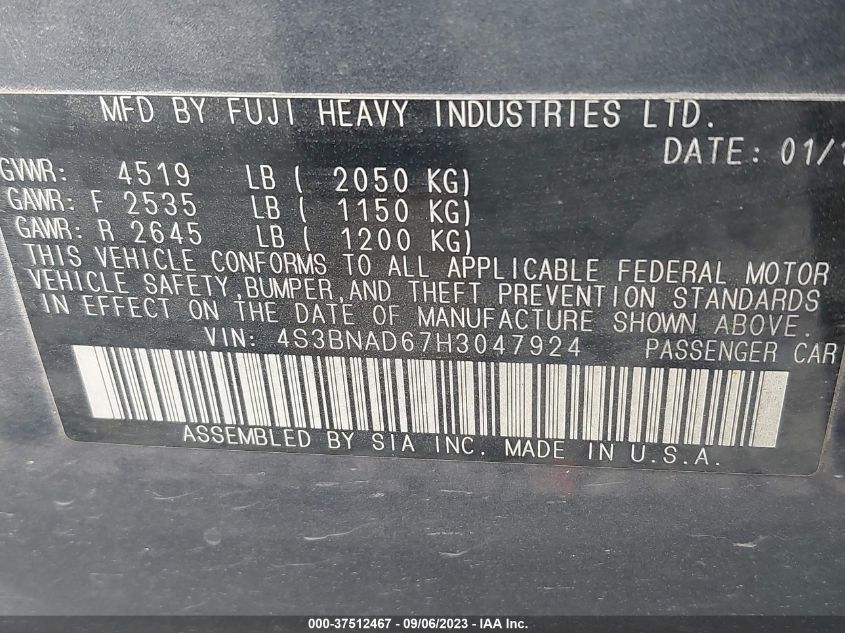 MFD BY FUJI HEAVY INDUSTRIES LTD.
DATE: 01/1
GVWR: 4519 LB ( 2050 KG)
GAWR: F 2535 LB ( 1150 KG)
GAWR: R 2645 LB ( 1200 KG)
THIS VEHICLE CONFORMS TO ALL APPLICABLE FEDERAL MOTOR
VEHICLE SAFETY,BUMPER,AND THEFT PREVENTION STANDARDS
IN EFFECT ON THE DATE OF MANUFACTURE SHOWN ABOVE.
VIN: 4S3BNAD67H3047924 PASSENGER CAR
ASSEMBLED BY SIA INC. MADE IN U.S.A.
000-37512467 - 09/06/2023 - IAA Inc.